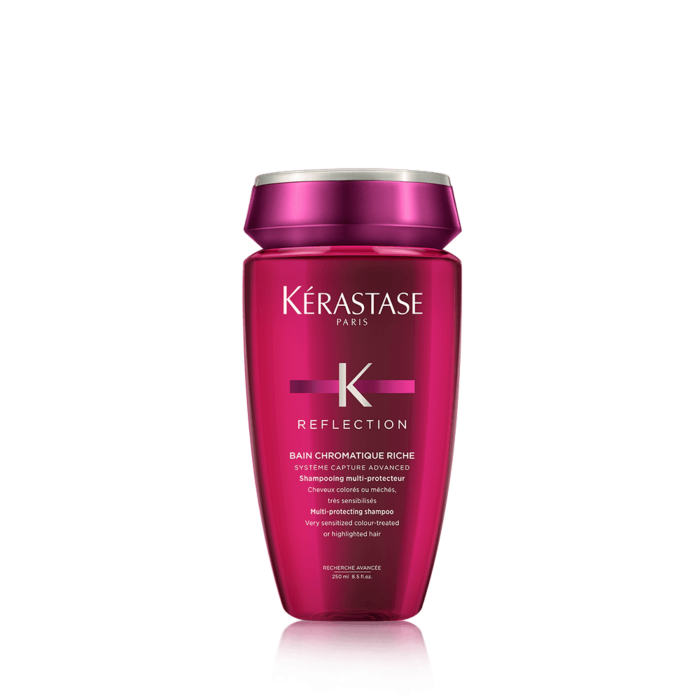 KÉRASTASE
PARIS
K
REFLECTION
BAIN CHROMATIQUE RICHE
SYSTÈME CAPTURE ADVANCED
Shampooing multi-protecteur
Cheveux colorés ou méchés,
très sensibilisés
Multi-protecting shampoo
Very sensitized colour-treated
or highlighted hair
RECHERCHE AVANCÉE
250 ml 8.5 fl.oz.